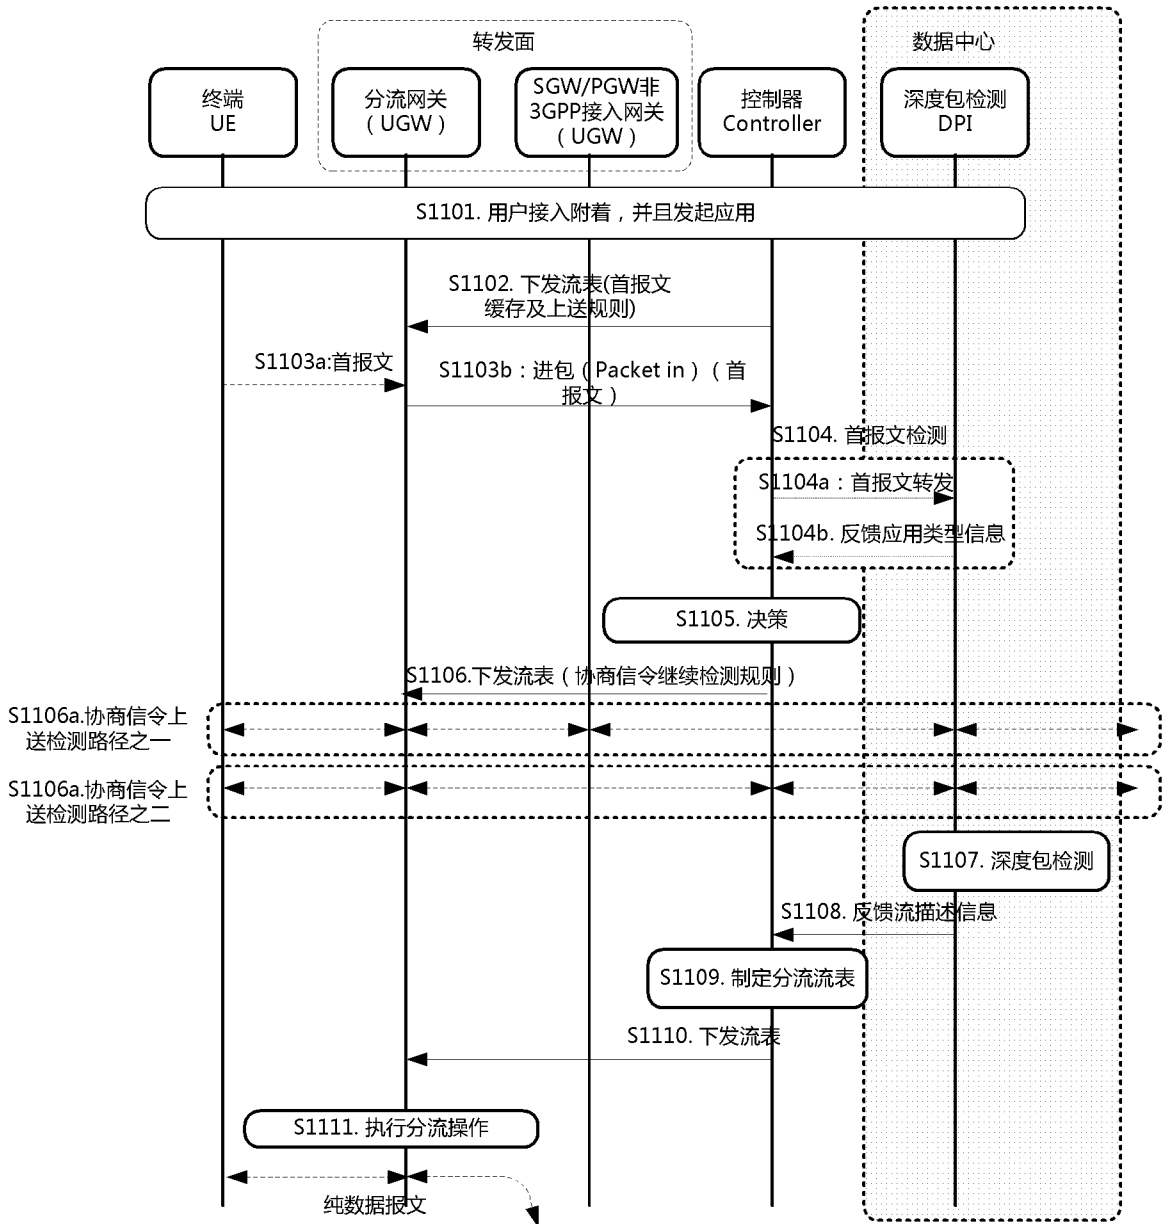 转发面
数据中心
终端
UE
分流网关
（UGW）
SGW/PGW非
3GPP接入网关
（UGW）
控制器
Controller
深度包检测
DPI
S1101. 用户接入附着，并且发起应用
S1102. 下发流表(首报文
缓存及上送规则)
S1103a:首报文
S1103b：进包（Packet in）（首
报文）
S1104. 首报文检测
S1104a：首报文转发
S1104b. 反馈应用类型信息
S1105. 决策
S1106.下发流表（协商信令继续检测规则）
S1106a.协商信令上
送检测路径之一
S1106a.协商信令上
送检测路径之二
S1107. 深度包检测
S1108. 反馈流描述信息
S1109. 制定分流流表
S1110. 下发流表
S1111. 执行分流操作
纯数据报文